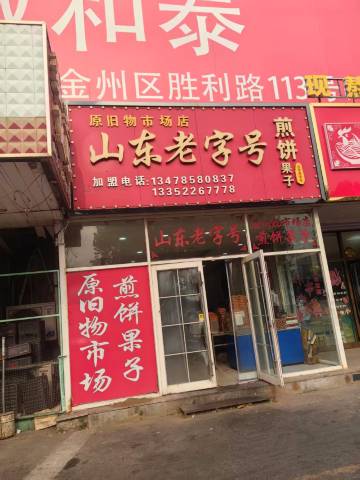 和泰
金州区胜利路113号
现
原旧物市场店
山东老字号
煎饼果子
加盟电话:13478580837
13352267778
山东老字号
煎饼果子
煎饼果子
原旧物市场